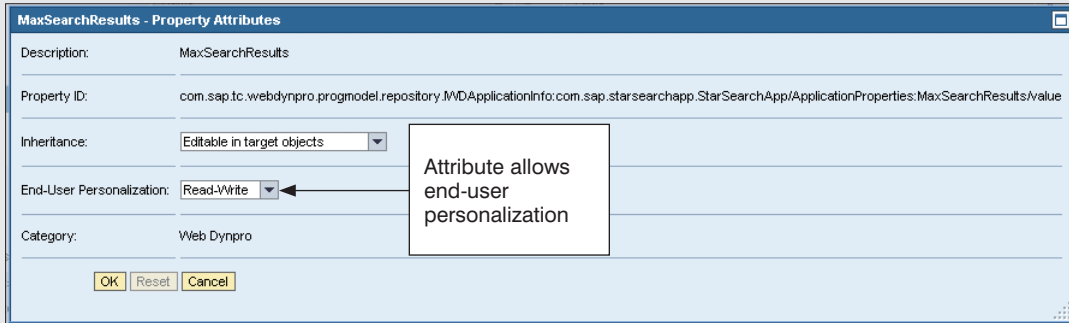 MaxSearchResults - Property Attributes
Description: MaxSearchResults
Property ID: com.sap.tc.webdynpro.progmodel.repository.IWDApplicationInfo:com.sap.starsearchapp.StarSearchApp/ApplicationProperties:MaxSearchResults/value
Inheritance: Editable in target objects
End-User Personalization: Read-Write
Attribute allows
end-user
personalization
Category: Web Dynpro
OK Reset Cancel